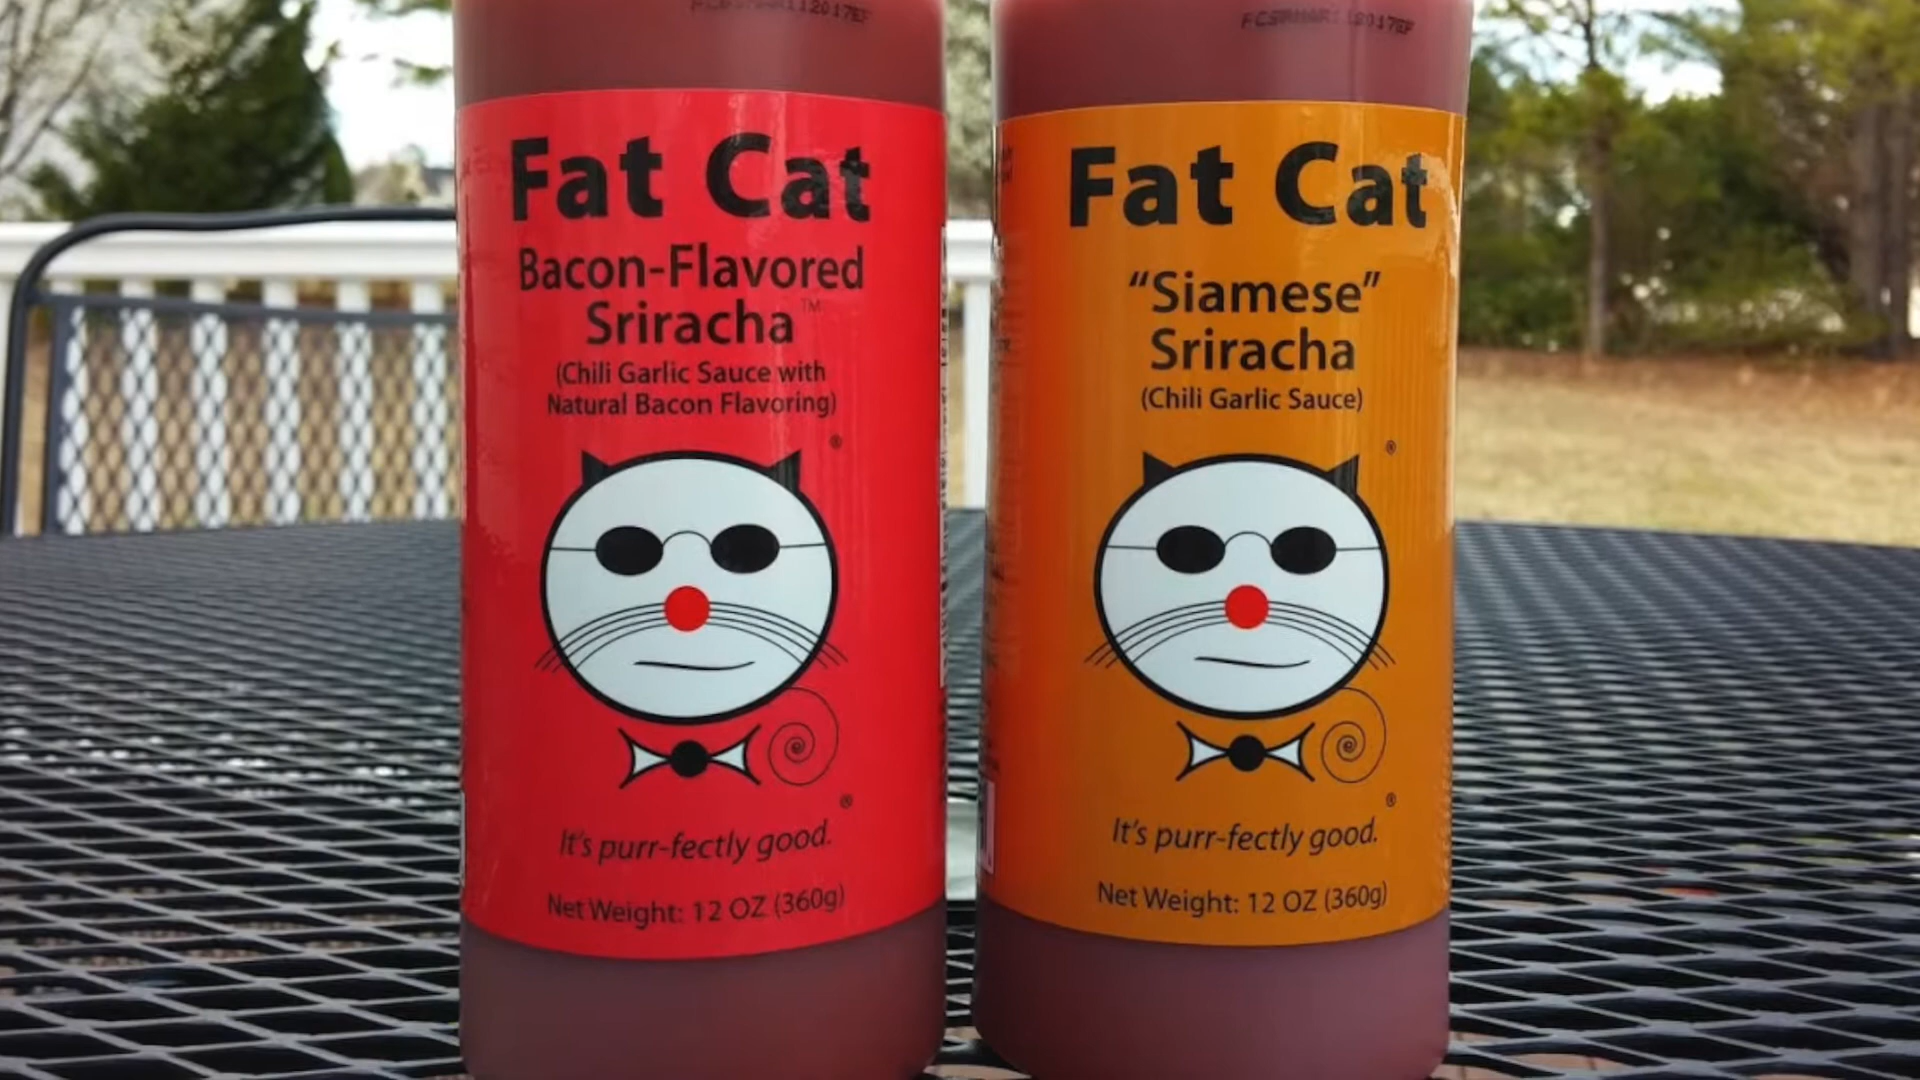 Fat Cat
Bacon-Flavored
Sriracha™
(Chili Garlic Sauce with
Natural Bacon Flavoring)
®
®
It's purr-fectly good.
Net Weight: 12 OZ (360g)
Fat Cat
“Siamese”
Sriracha
(Chili Garlic Sauce)
®
®
It's purr-fectly good.
Net Weight: 12 OZ (360g)